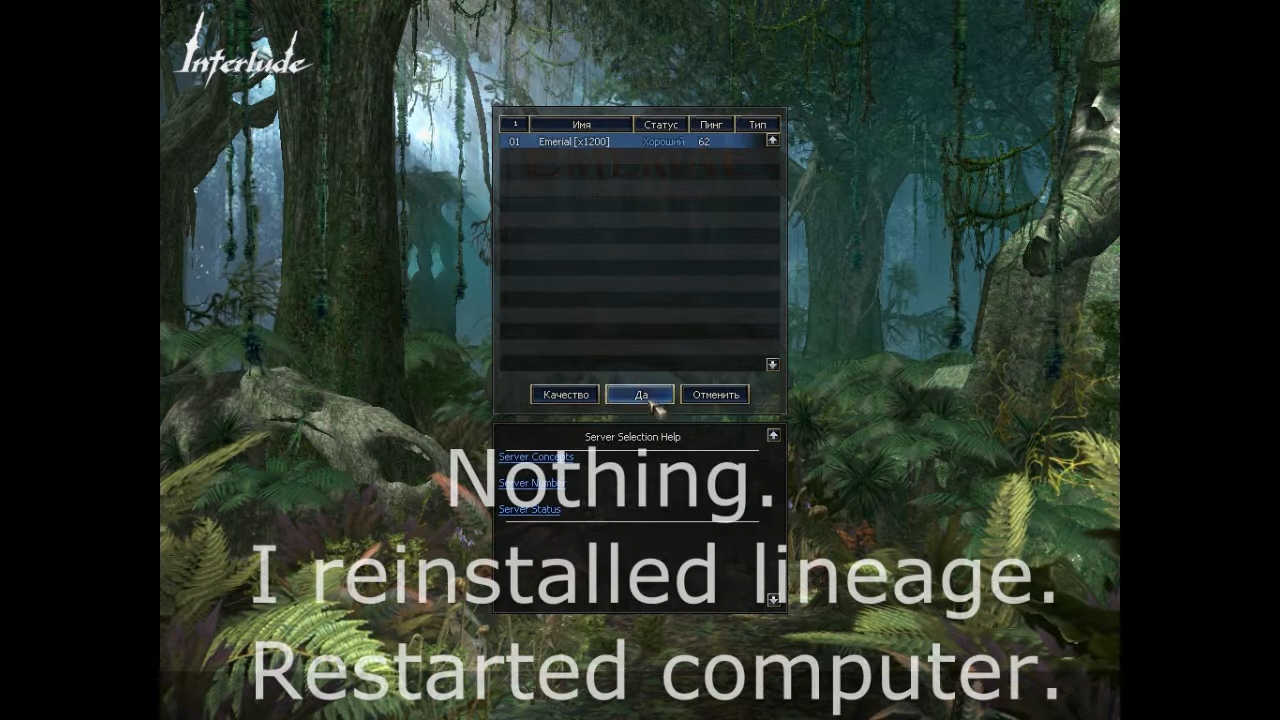 Interlude
1 Имя Статус Пинг Тип
01 Emerial [x1200] Хороший 62
Качество Да Отменить
Server Selection Help
Server Concepts
Server Number
Server Status
Nothing.
I reinstalled lineage.
Restarted computer.